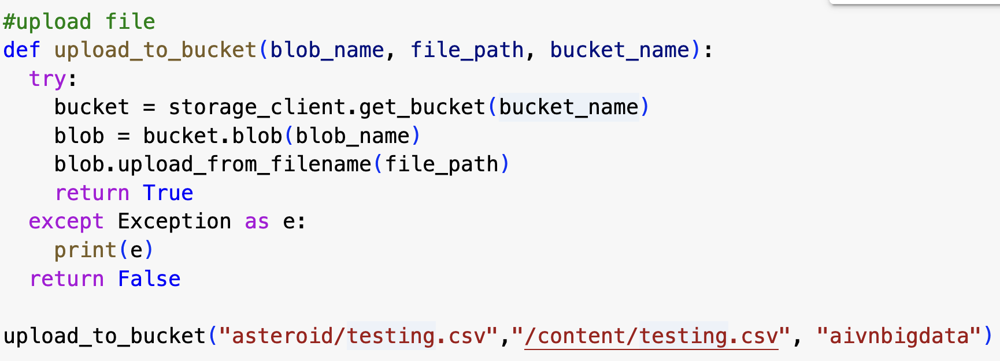 #upload file
def upload_to_bucket(blob_name, file_path, bucket_name):
  try:
    bucket = storage_client.get_bucket(bucket_name)
    blob = bucket.blob(blob_name)
    blob.upload_from_filename(file_path)
    return True
  except Exception as e:
    print(e)
  return False

upload_to_bucket("asteroid/testing.csv","/content/testing.csv", "aivnbigdata")